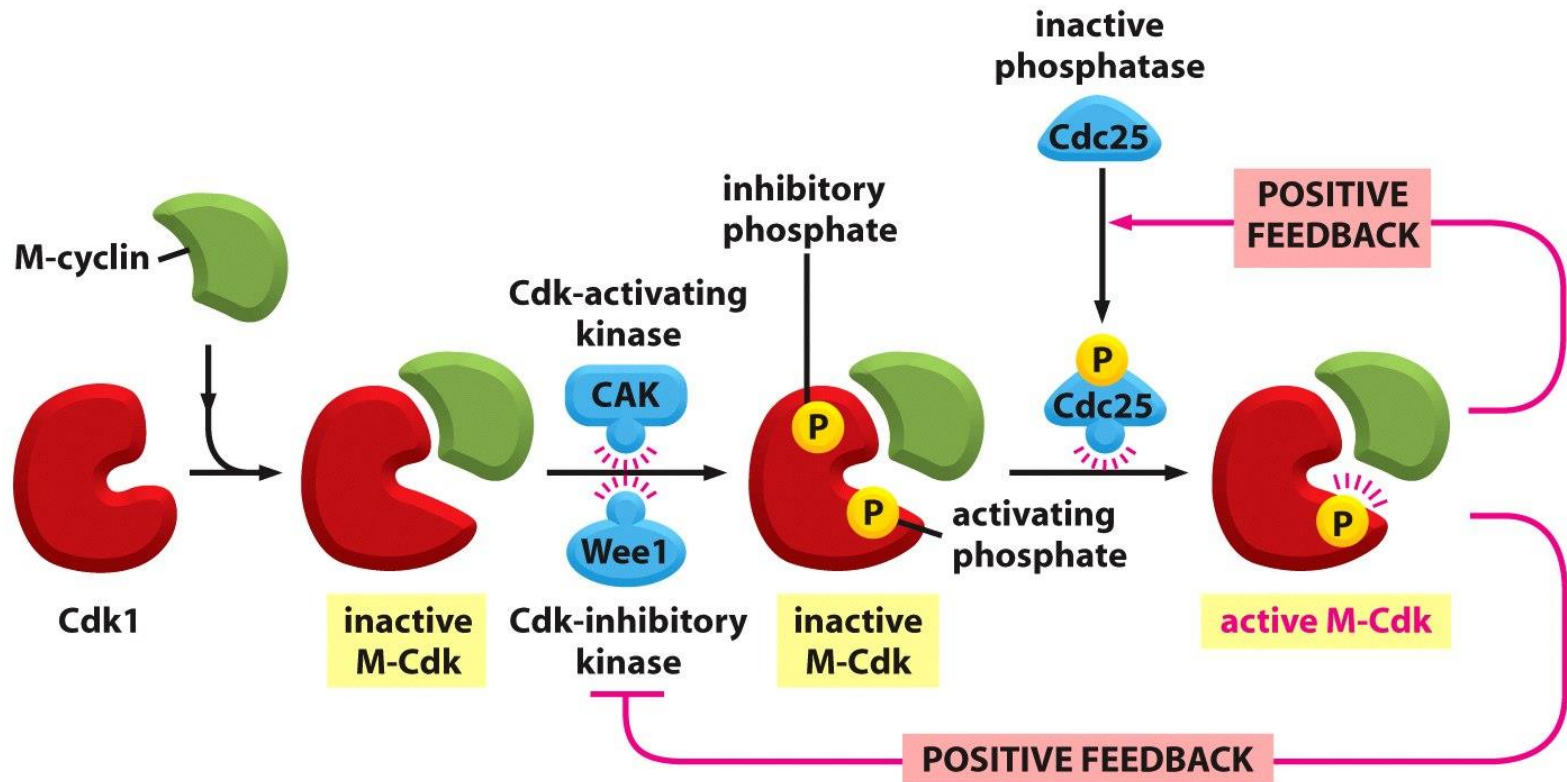 inactive
phosphatase
Cdc25
POSITIVE
FEEDBACK
inhibitory
phosphate
M-cyclin
Cdk-activating
kinase
CAK
P
P
Cdc25
P
P
Wee1
activating
phosphate
Cdk1
inactive
M-Cdk
Cdk-inhibitory
kinase
inactive
M-Cdk
active M-Cdk
POSITIVE FEEDBACK